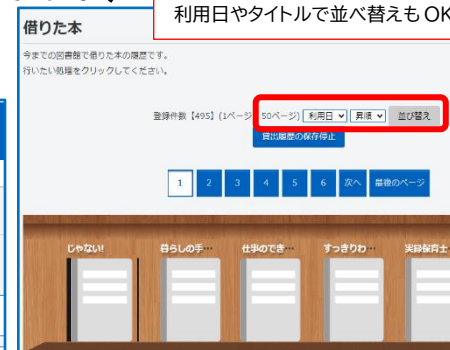 利用日やタイトルで並べ替えもOK
借りた本
今までの図書館で借りた本の履歴です。
行いたい処理をクリックしてください。
登録件数【495】(1ページ 50ページ) 利用日 昇順 並び替え
貸出履歴の保存停止
1 2 3 4 5 6 次へ 最後のページ
じゃない! 暮らしの手… 仕事のでき… すっきりわ… 実録保育士